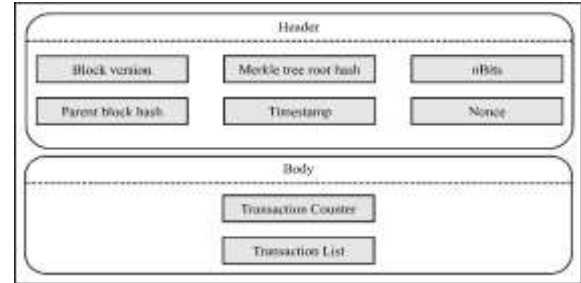 Header
Block version
Merkle tree root hash
nBits
Parent block hash
Timestamp
Nonce
Body
Transaction Counter
Transaction List